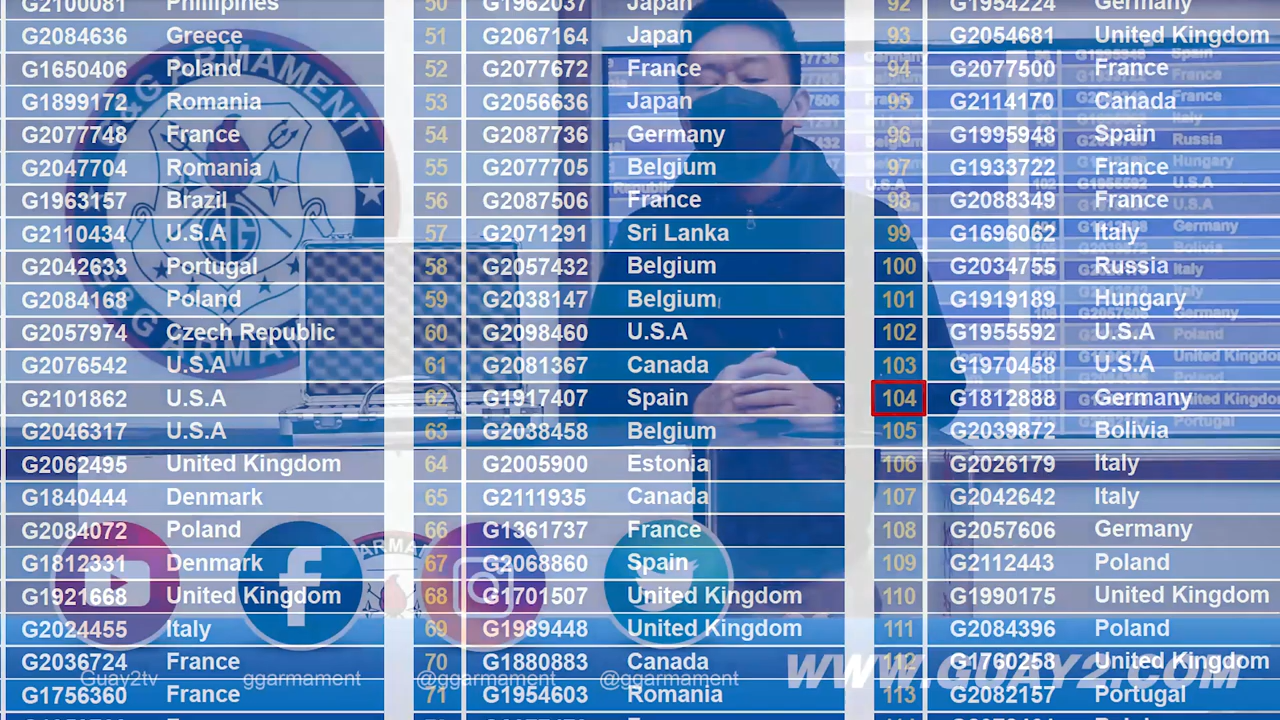 G2100081 Phillipines
G2084636 Greece
G1650406 Poland
G1899172 Romania
G2077748 France
G2047704 Romania
G1963157 Brazil
G2110434 U.S.A
G2042633 Portugal
G2084168 Poland
G2057974 Czech Republic
G2076542 U.S.A
G2101862 U.S.A
G2046317 U.S.A
G2062495 United Kingdom
G1840444 Denmark
G2084072 Poland
G1812331 Denmark
G1921668 United Kingdom
G2024455 Italy
G2036724 France
G1756360 France
50 G1962037 Japan
51 G2067164 Japan
52 G2077672 France
53 G2056636 Japan
54 G2087736 Germany
55 G2077705 Belgium
56 G2087506 France
57 G2071291 Sri Lanka
58 G2057432 Belgium
59 G2038147 Belgium
60 G2098460 U.S.A
61 G2081367 Canada
62 G1917407 Spain
63 G2038458 Belgium
64 G2005900 Estonia
65 G2111935 Canada
66 G1361737 France
67 G2068860 Spain
68 G1701507 United Kingdom
69 G1989448 United Kingdom
70 G1880883 Canada
71 G1954603 Romania
92 G1954224 Germany
93 G2054681 United Kingdom
94 G2077500 France
95 G2114170 Canada
96 G1995948 Spain
97 G1933722 France
98 G2088349 France
99 G1696062 Italy
100 G2034755 Russia
101 G1919189 Hungary
102 G1955592 U.S.A
103 G1970458 U.S.A
104 G1812888 Germany
105 G2039872 Bolivia
106 G2026179 Italy
107 G2042642 Italy
108 G2057606 Germany
109 G2112443 Poland
110 G1990175 United Kingdom
111 G2084396 Poland
112 G1760258 United Kingdom
113 G2082157 Portugal
G&G ARMAMENT
Guay2tv
ggarmament
@ggarmament
@ggarmament
WWW.GUAY2.COM